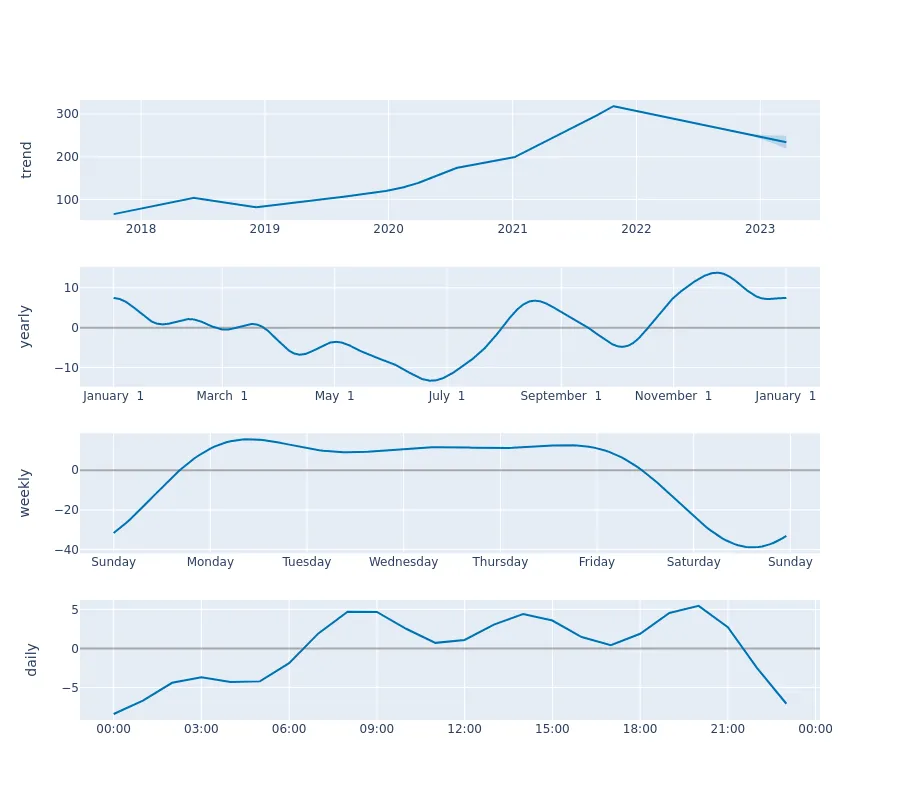 trend
300
200
100
2018 2019 2020 2021 2022 2023
yearly
10
0
−10
January 1 March 1 May 1 July 1 September 1 November 1 January 1
weekly
0
−20
−40
Sunday Monday Tuesday Wednesday Thursday Friday Saturday Sunday
daily
5
0
−5
00:00 03:00 06:00 09:00 12:00 15:00 18:00 21:00 00:00